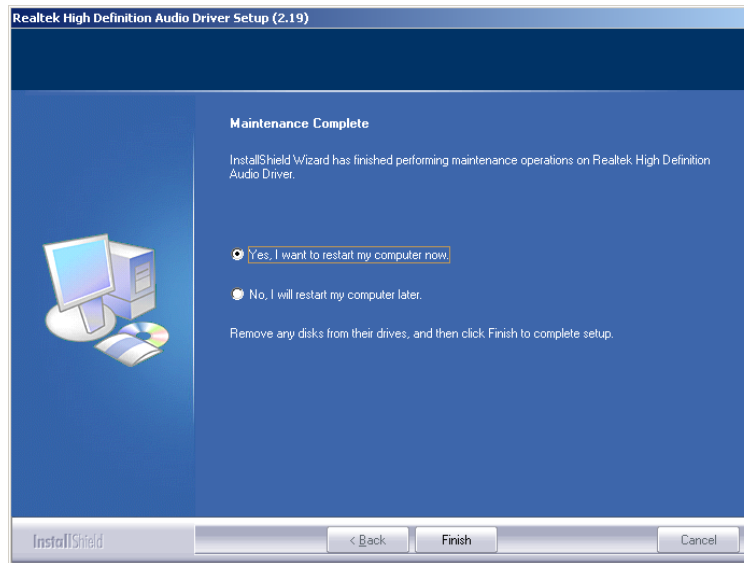 Realtek High Definition Audio Driver Setup (2.19)
Maintenance Complete
InstallShield Wizard has finished performing maintenance operations on Realtek High Definition
Audio Driver.
Yes, I want to restart my computer now.
No, I will restart my computer later.
Remove any disks from their drives, and then click Finish to complete setup.
InstallShield
< Back
Finish
Cancel